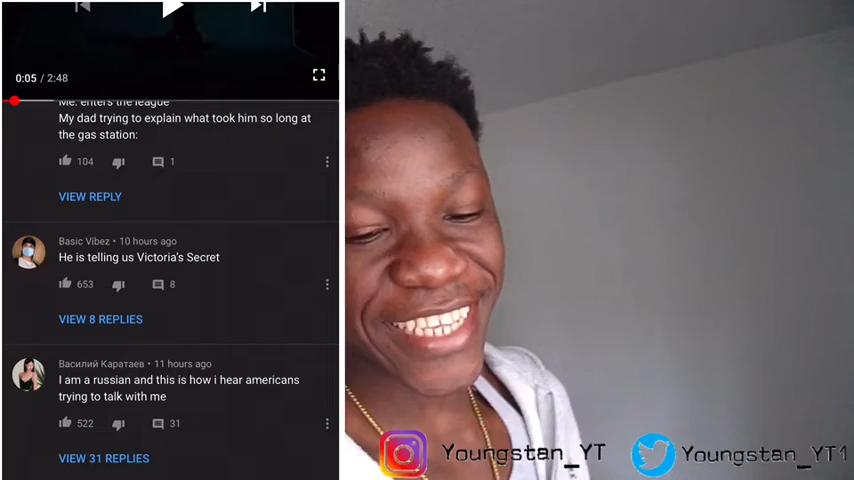 0:05 / 2:48
Me: enters the league
My dad trying to explain what took him so long at
the gas station:
104
1
VIEW REPLY
Basic Vibez • 10 hours ago
He is telling us Victoria's Secret
653
8
VIEW 8 REPLIES
Василий Каратаев • 11 hours ago
I am a russian and this is how i hear americans
trying to talk with me
522
31
VIEW 31 REPLIES
Youngstan_YT
Youngstan_YT1